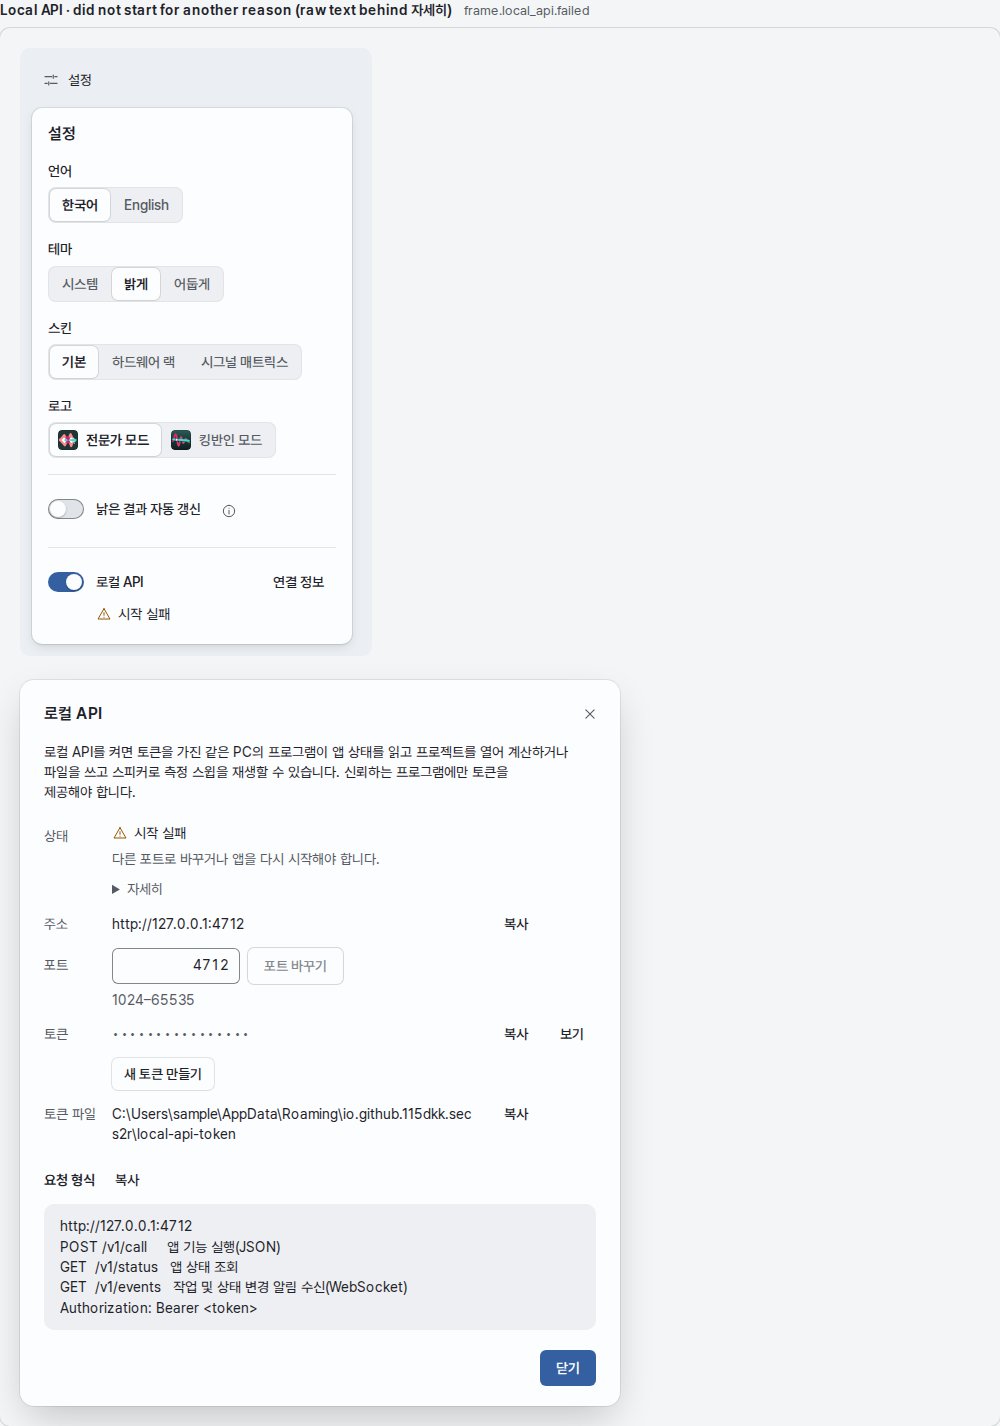 Local API · did not start for another reason (raw text behind 자세히) frame.local_api.failed
설정
설정
언어
한국어 English
테마
시스템 밝게 어둡게
스킨
기본 하드웨어 랙 시그널 매트릭스
로고
전문가 모드 킹반인 모드
낡은 결과 자동 갱신
로컬 API 연결 정보
시작 실패
로컬 API
로컬 API를 켜면 토큰을 가진 같은 PC의 프로그램이 앱 상태를 읽고 프로젝트를 열어 계산하거나
파일을 쓰고 스피커로 측정 스윕을 재생할 수 있습니다. 신뢰하는 프로그램에만 토큰을
제공해야 합니다.
상태 시작 실패
다른 포트로 바꾸거나 앱을 다시 시작해야 합니다.
▶ 자세히
주소 http://127.0.0.1:4712 복사
포트 4712 포트 바꾸기
1024–65535
토큰 •••••••••••••••• 복사 보기
새 토큰 만들기
토큰 파일 C:\Users\sample\AppData\Roaming\io.github.115dkk.sec 복사
s2r\local-api-token
요청 형식 복사
http://127.0.0.1:4712
POST /v1/call 앱 기능 실행(JSON)
GET /v1/status 앱 상태 조회
GET /v1/events 작업 및 상태 변경 알림 수신(WebSocket)
Authorization: Bearer <token>
닫기